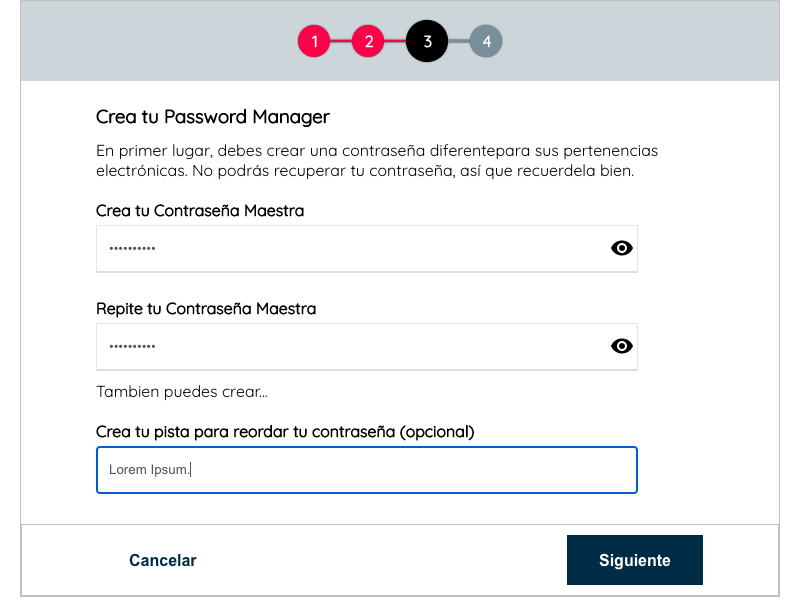 1 2 3 4
Crea tu Password Manager
En primer lugar, debes crear una contraseña diferentepara sus pertenencias
electrónicas. No podrás recuperar tu contraseña, así que recuerdela bien.
Crea tu Contraseña Maestra
••••••••••
Repite tu Contraseña Maestra
••••••••••
Tambien puedes crear...
Crea tu pista para reordar tu contraseña (opcional)
Lorem Ipsum.
Cancelar Siguiente